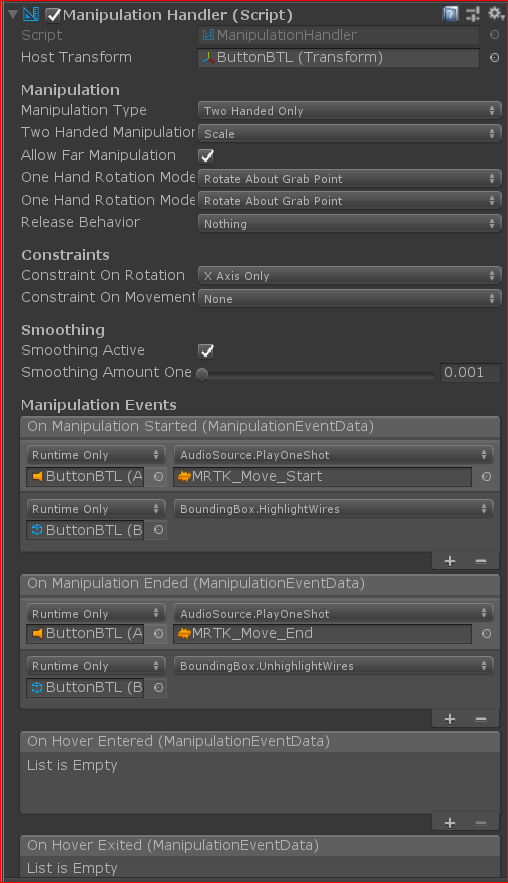 Manipulation Handler (Script)
Script ManipulationHandler
Host Transform ButtonBTL (Transform)
Manipulation
Manipulation Type Two Handed Only
Two Handed Manipulation Scale
Allow Far Manipulation
One Hand Rotation Mode Rotate About Grab Point
One Hand Rotation Mode Rotate About Grab Point
Release Behavior Nothing
Constraints
Constraint On Rotation X Axis Only
Constraint On Movement None
Smoothing
Smoothing Active
Smoothing Amount One 0.001
Manipulation Events
On Manipulation Started (ManipulationEventData)
Runtime Only AudioSource.PlayOneShot
ButtonBTL (A MRTK_Move_Start
Runtime Only BoundingBox.HighlightWires
ButtonBTL (B
+ −
On Manipulation Ended (ManipulationEventData)
Runtime Only AudioSource.PlayOneShot
ButtonBTL (A MRTK_Move_End
Runtime Only BoundingBox.UnhighlightWires
ButtonBTL (B
+ −
On Hover Entered (ManipulationEventData)
List is Empty
+ −
On Hover Exited (ManipulationEventData)
List is Empty